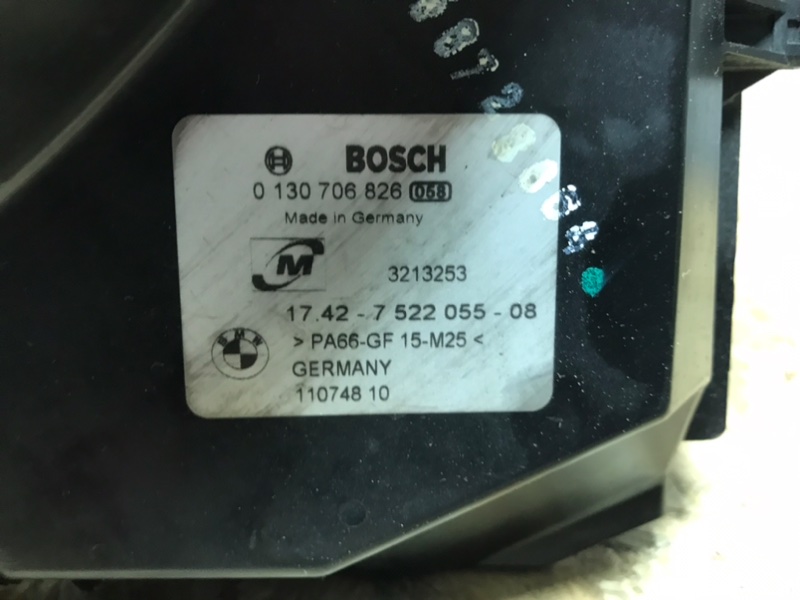 BOSCH
0 130 706 826 058
Made in Germany
M
3213253
17.42 - 7 522 055 - 08
BMW
> PA66-GF 15-M25 <
GERMANY
110748 10